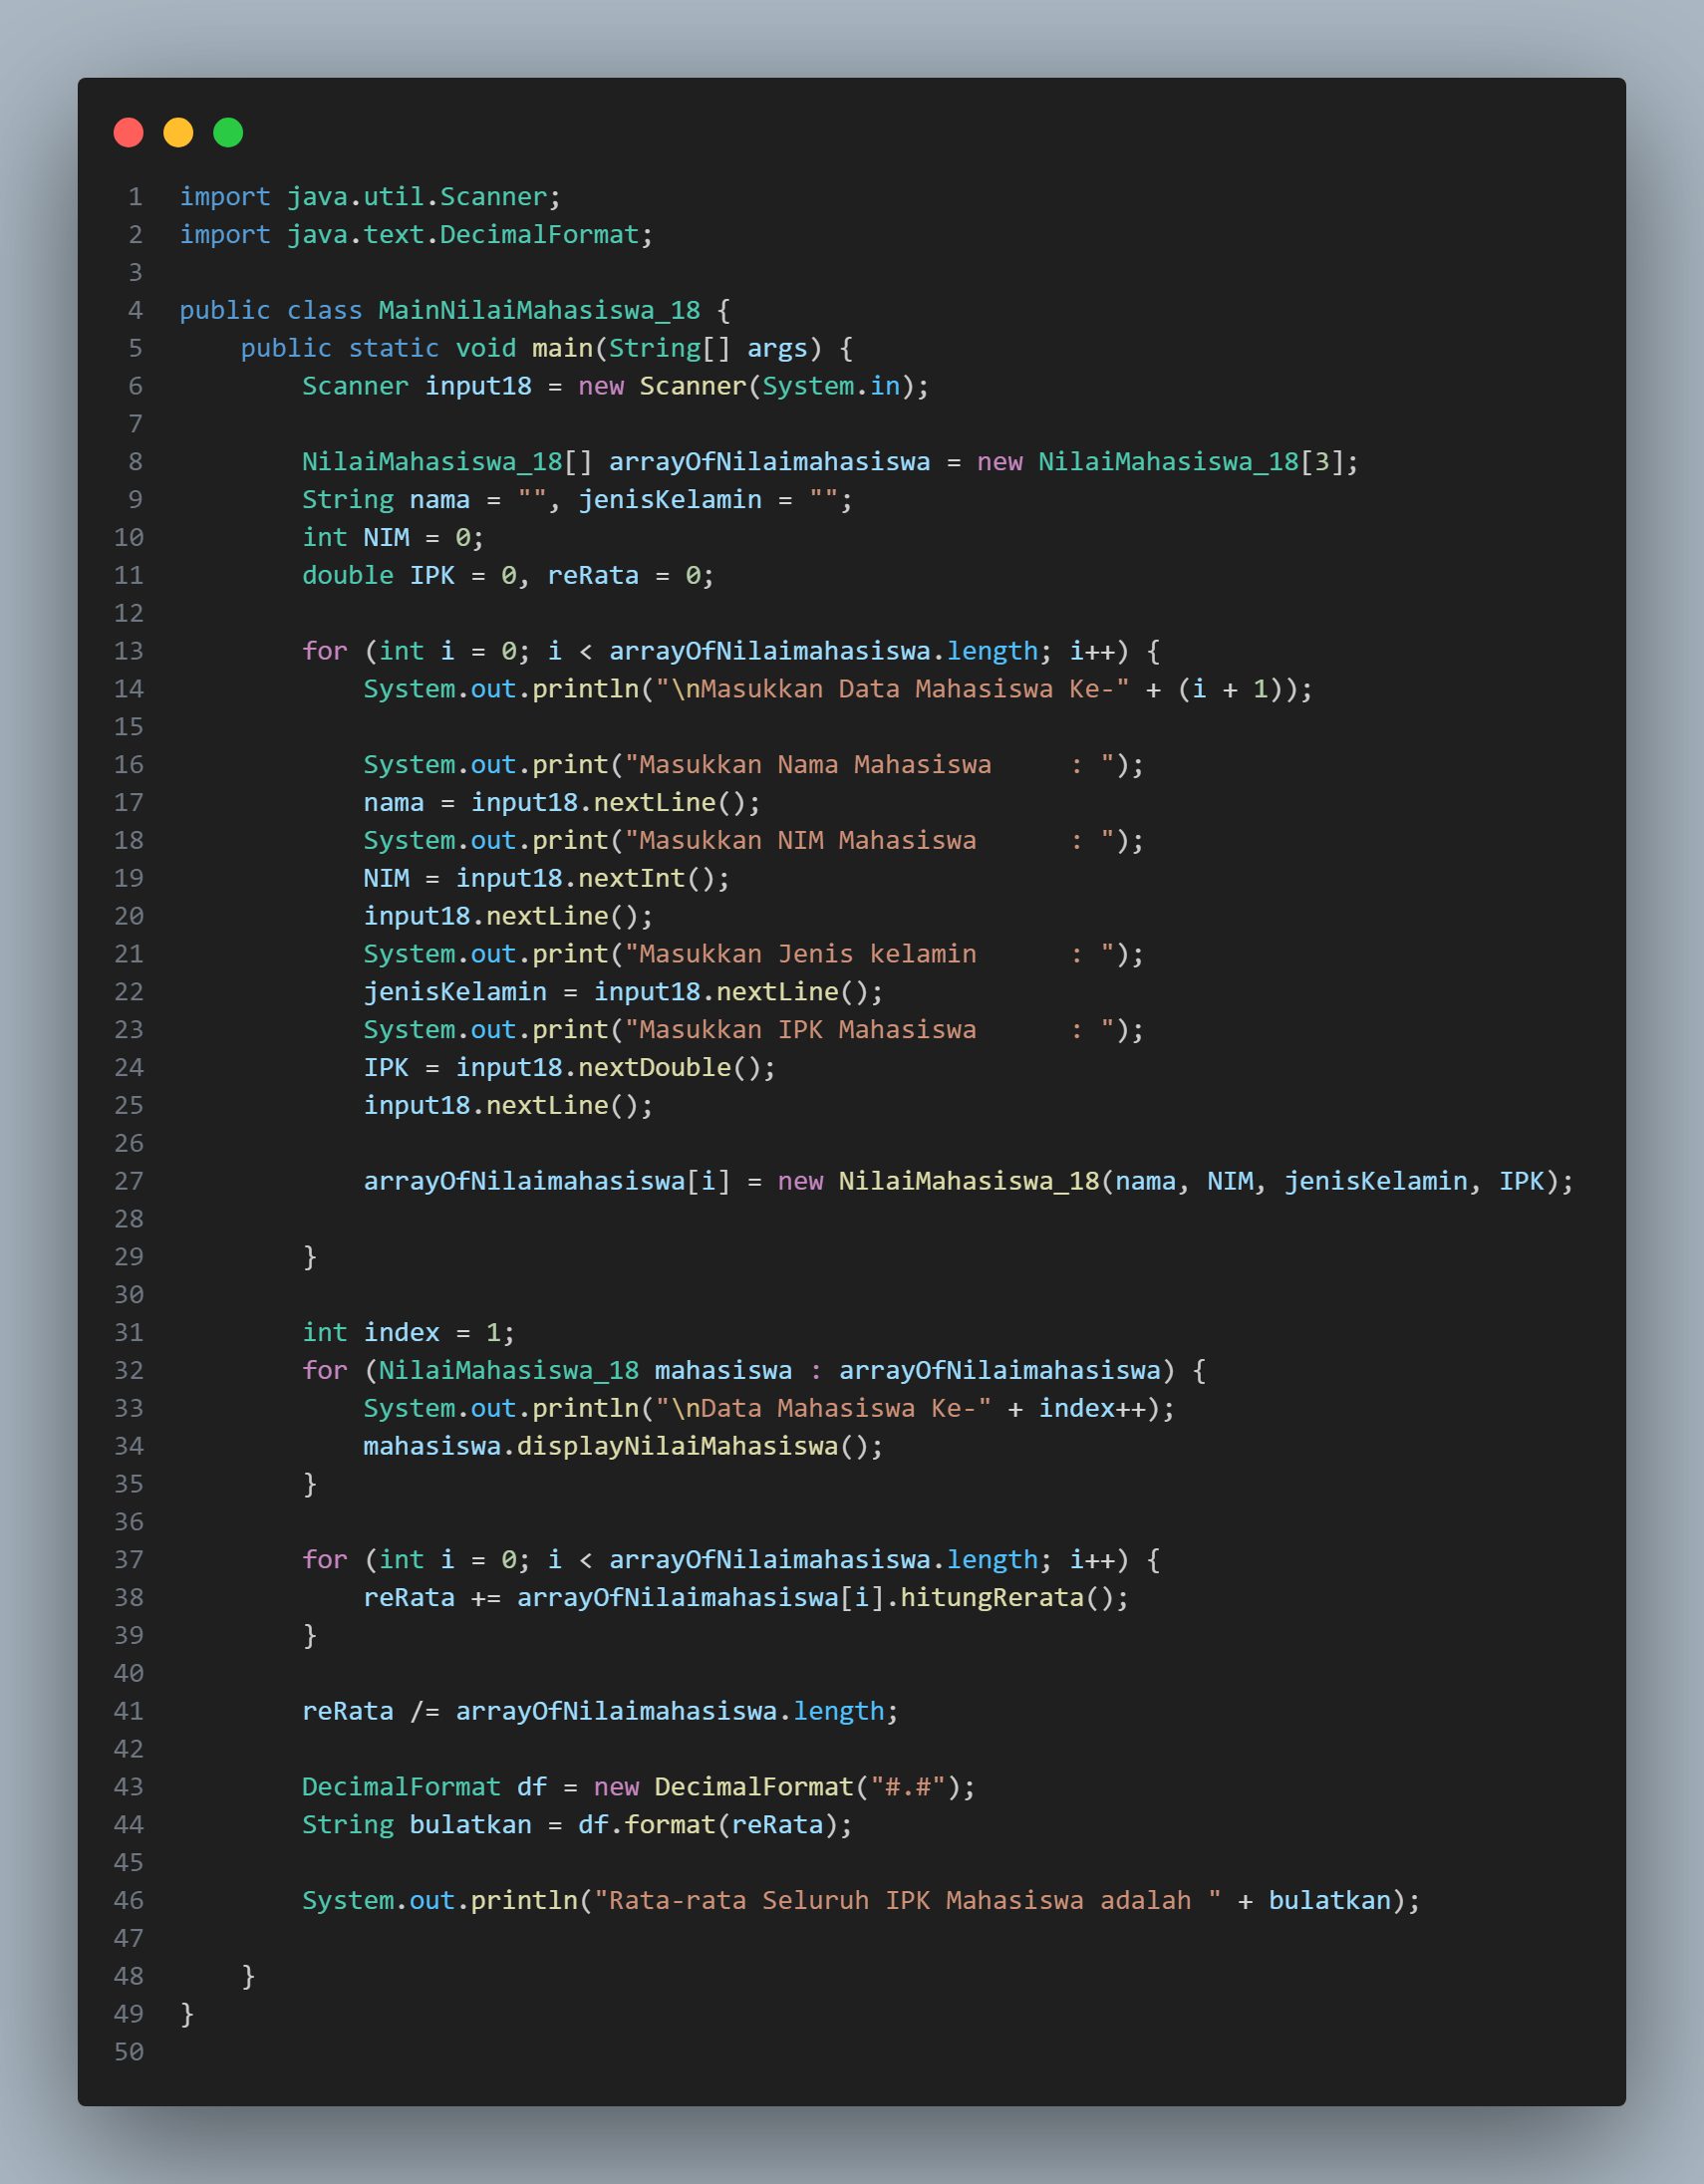 1 import java.util.Scanner;
2 import java.text.DecimalFormat;
3
4 public class MainNilaiMahasiswa_18 {
5     public static void main(String[] args) {
6         Scanner input18 = new Scanner(System.in);
7
8         NilaiMahasiswa_18[] arrayOfNilaimahasiswa = new NilaiMahasiswa_18[3];
9         String nama = "", jenisKelamin = "";
10         int NIM = 0;
11         double IPK = 0, reRata = 0;
12
13         for (int i = 0; i < arrayOfNilaimahasiswa.length; i++) {
14             System.out.println("\nMasukkan Data Mahasiswa Ke-" + (i + 1));
15
16             System.out.print("Masukkan Nama Mahasiswa     : ");
17             nama = input18.nextLine();
18             System.out.print("Masukkan NIM Mahasiswa      : ");
19             NIM = input18.nextInt();
20             input18.nextLine();
21             System.out.print("Masukkan Jenis kelamin      : ");
22             jenisKelamin = input18.nextLine();
23             System.out.print("Masukkan IPK Mahasiswa      : ");
24             IPK = input18.nextDouble();
25             input18.nextLine();
26
27             arrayOfNilaimahasiswa[i] = new NilaiMahasiswa_18(nama, NIM, jenisKelamin, IPK);
28
29         }
30
31         int index = 1;
32         for (NilaiMahasiswa_18 mahasiswa : arrayOfNilaimahasiswa) {
33             System.out.println("\nData Mahasiswa Ke-" + index++);
34             mahasiswa.displayNilaiMahasiswa();
35         }
36
37         for (int i = 0; i < arrayOfNilaimahasiswa.length; i++) {
38             reRata += arrayOfNilaimahasiswa[i].hitungRerata();
39         }
40
41         reRata /= arrayOfNilaimahasiswa.length;
42
43         DecimalFormat df = new DecimalFormat("#.#");
44         String bulatkan = df.format(reRata);
45
46         System.out.println("Rata-rata Seluruh IPK Mahasiswa adalah " + bulatkan);
47
48     }
49 }
50